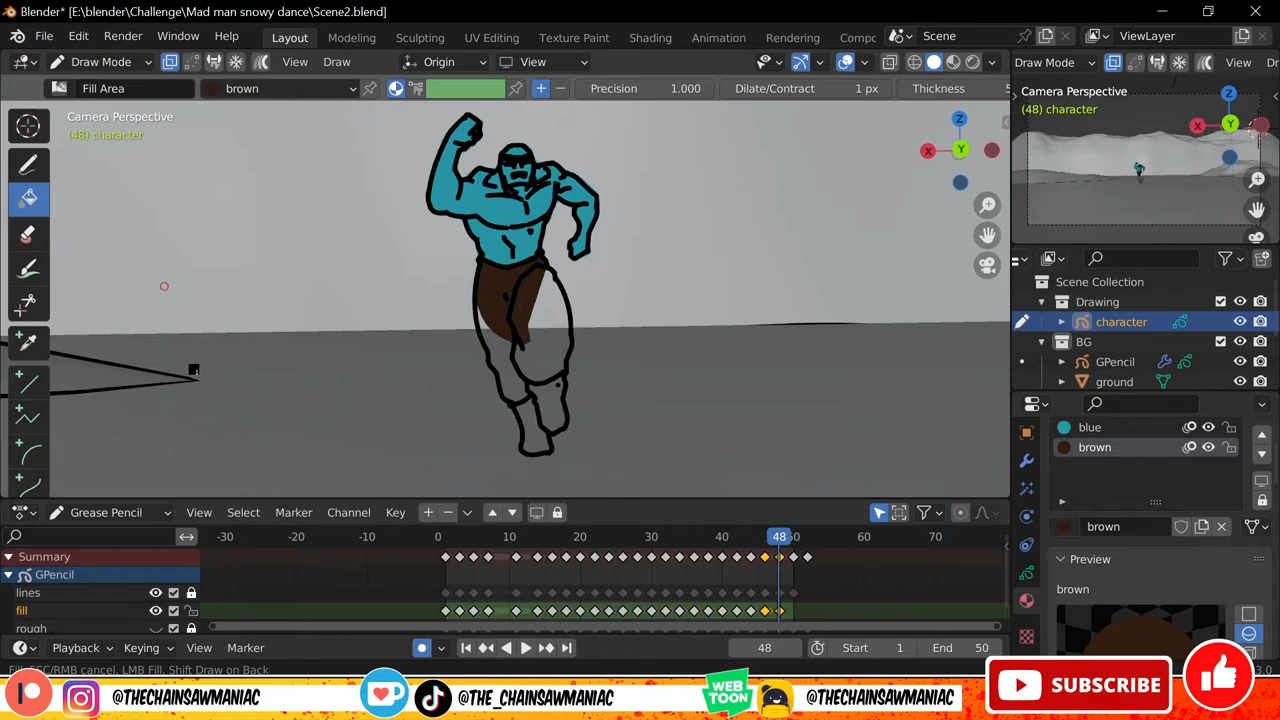 Blender* [E:\blender\Challenge\Mad man snowy dance\Scene2.blend]
File Edit Render Window Help Layout Modeling Sculpting UV Editing Texture Paint Shading Animation Rendering Compc Scene ViewLayer
Draw Mode View Draw Origin View Draw Mode View D
Fill Area brown Precision 1.000 Dilate/Contract 1 px Thickness
Camera Perspective
(48) character
Camera Perspective
(48) character
Z
X
Y
Z
X
Y
Scene Collection
Drawing
character
BG
GPencil
ground
blue
brown
brown
Preview
brown
Grease Pencil View Select Marker Channel Key
-30 -20 -10 0 10 20 30 40 48 50 60 70
Summary
GPencil
lines
fill
rough
Playback Keying View Marker 48 Start 1 End 50
Fill, ESC/RMB cancel, LMB Fill, Shift Draw on Back
3.0
@THECHAINSAWMANIAC @THE_CHAINSAWMANIAC WEB TOON @THECHAINSAWMANIAC SUBSCRIBE